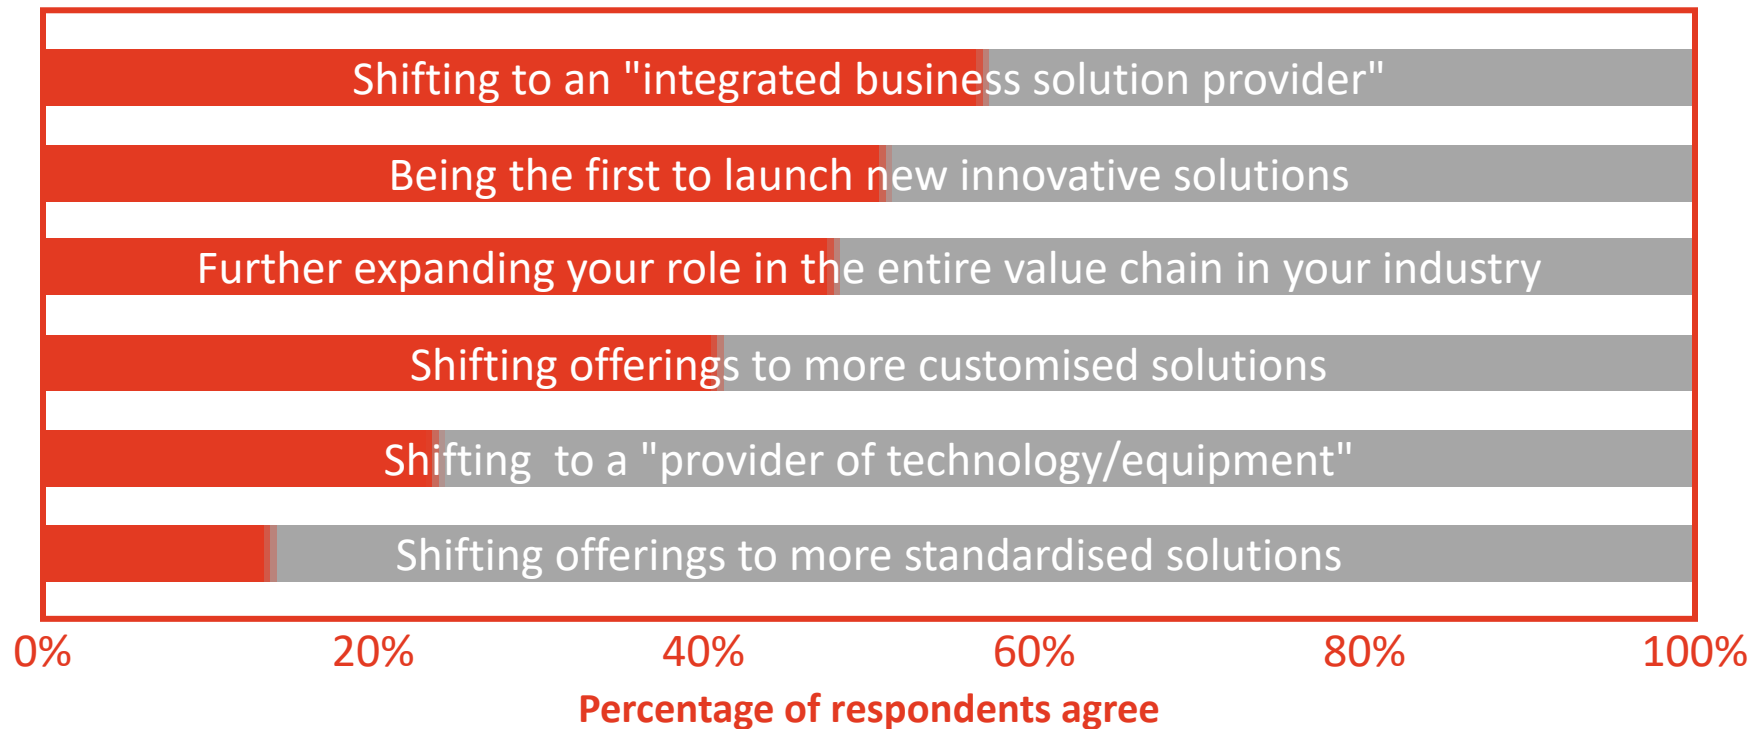 Shifting to an "integrated business solution provider"
Being the first to launch new innovative solutions
Further expanding your role in the entire value chain in your industry
Shifting offerings to more customised solutions
Shifting  to a "provider of technology/equipment"
Shifting offerings to more standardised solutions
0% 20% 40% 60% 80% 100%
Percentage of respondents agree